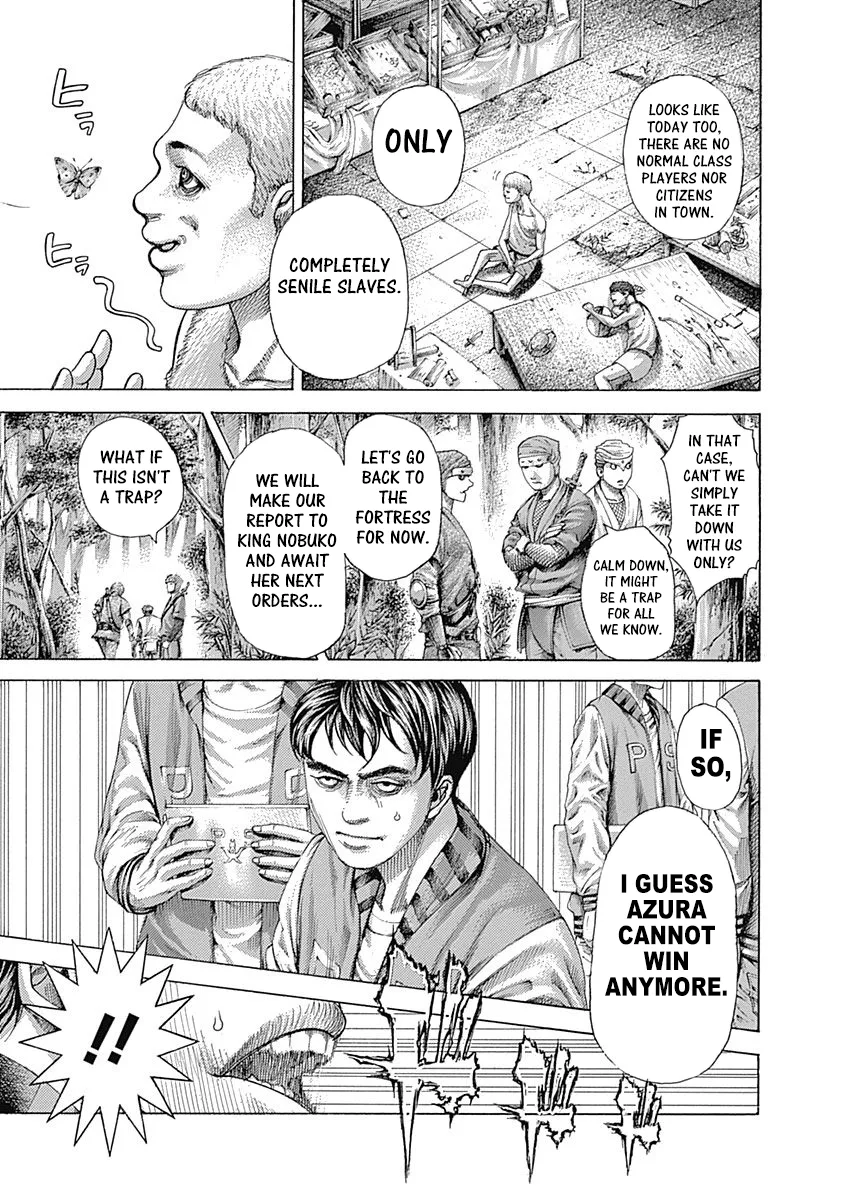 LOOKS LIKE
TODAY TOO,
THERE ARE NO
NORMAL CLASS
PLAYERS NOR
CITIZENS
IN TOWN.
ONLY
COMPLETELY
SENILE SLAVES.
ヒラ
ヒラ
IN THAT
CASE,
CAN'T WE
SIMPLY
TAKE IT
DOWN
WITH US
ONLY?
CALM DOWN,
IT MIGHT
BE A TRAP
FOR ALL
WE KNOW.
LET'S GO
BACK TO
THE
FORTRESS
FOR NOW.
WE WILL
MAKE OUR
REPORT TO
KING NOBUKO
AND AWAIT
HER NEXT
ORDERS...
WHAT IF
THIS ISN'T
A TRAP?
IF
SO,
I GUESS
AZURA
CANNOT
WIN
ANYMORE.
P S
!!